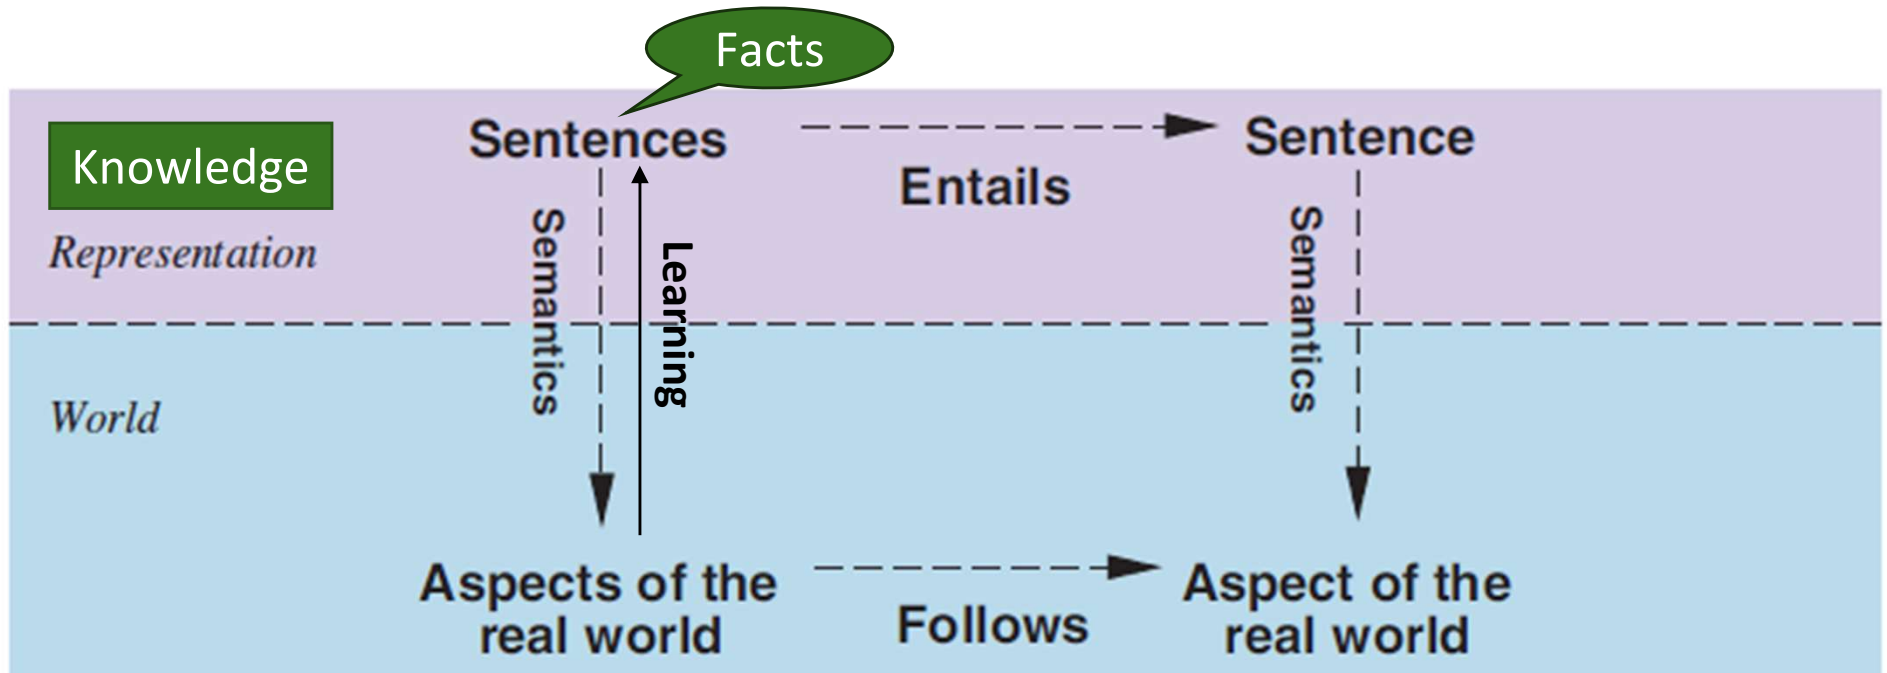 Facts
Knowledge
Sentences
Sentence
Entails
Semantics
Learning
Semantics
Representation
World
Aspects of the
real world
Follows
Aspect of the
real world